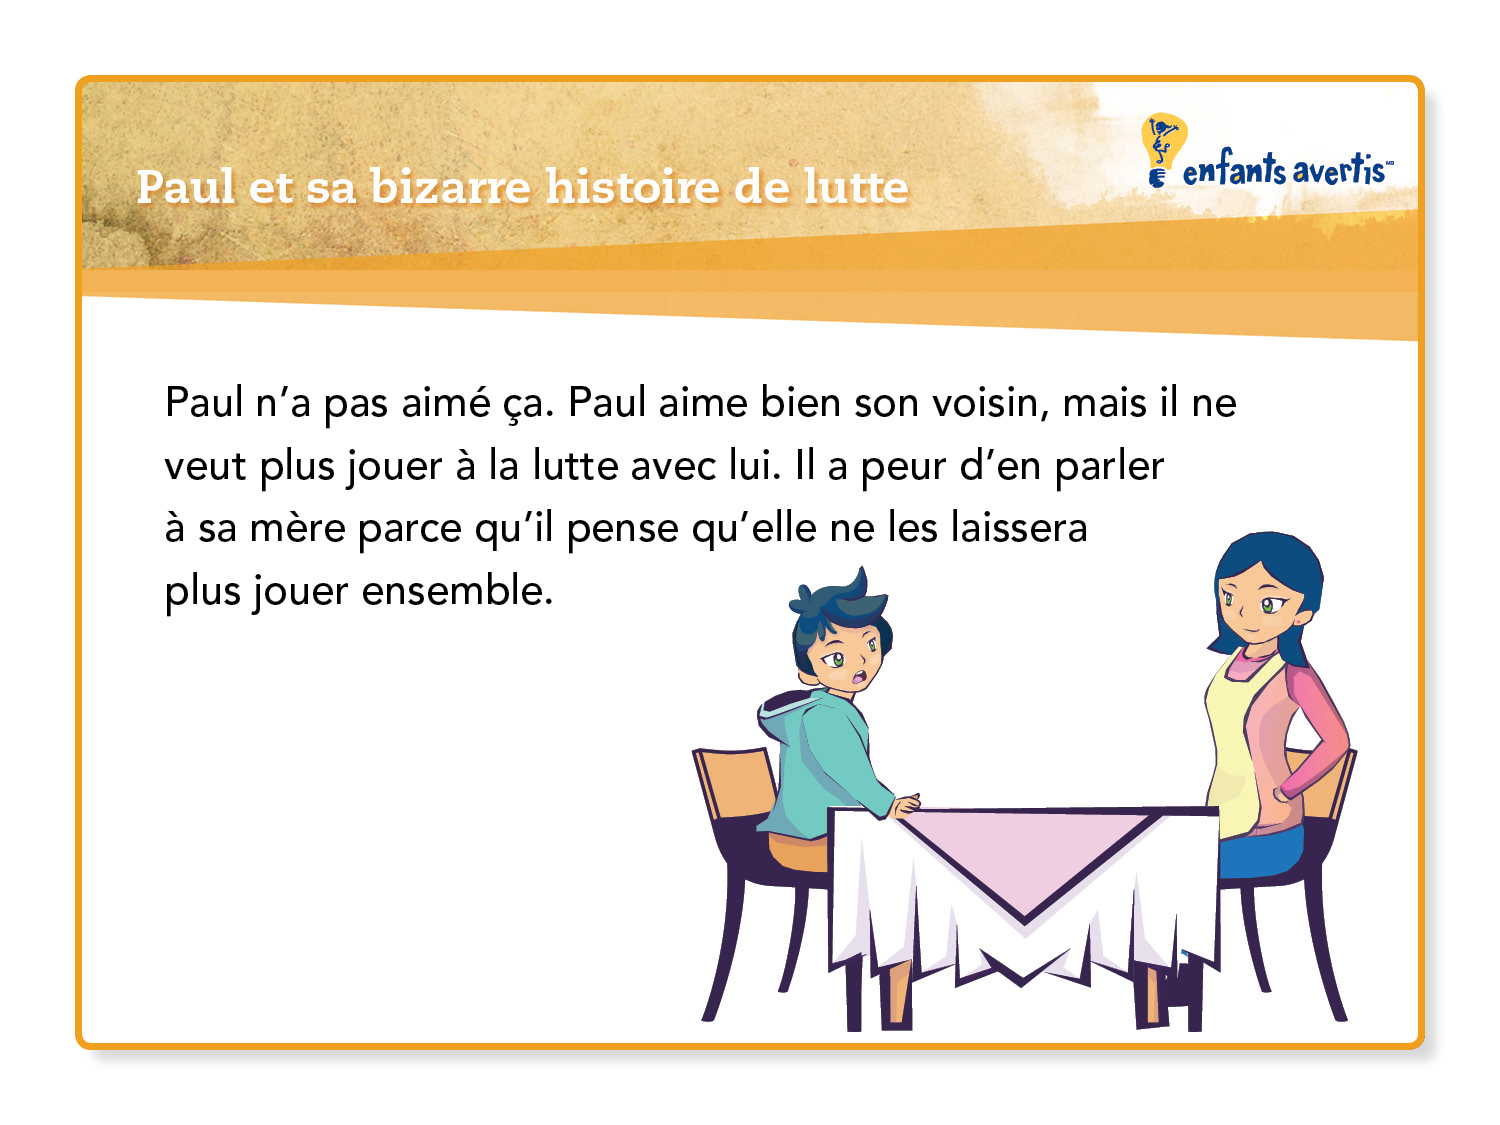 Paul et sa bizarre histoire de lutte
enfants avertis MD
Paul n’a pas aimé ça. Paul aime bien son voisin, mais il ne
veut plus jouer à la lutte avec lui. Il a peur d’en parler
à sa mère parce qu’il pense qu’elle ne les laissera
plus jouer ensemble.